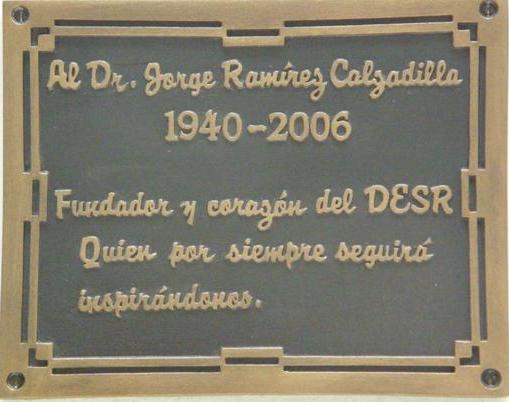 Al Dr. Jorge Ramírez Calzadilla
1940-2006
Fundador y corazón del DESR
Quien por siempre seguirá
inspirándonos.